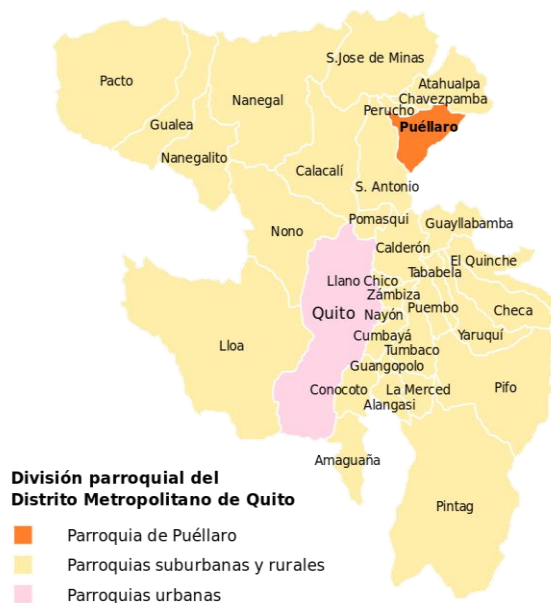 S.Jose de Minas
Pacto
Atahualpa
Nanegal
Chavezpamba
Perucho
Gualea
Puéllaro
Nanegalito
Calacalí
S. Antonio
Pomasqui
Guayllabamba
Nono
Calderón
El Quinche
Tababela
Llano Chico
Zámbiza
Puembo
Checa
Quito
Nayón
Yaruquí
Cumbayá
Lloa
Tumbaco
Guangopolo
Pifo
Conocoto
La Merced
Alangasi
Amaguaña
Pintag
División parroquial del
Distrito Metropolitano de Quito
Parroquia de Puéllaro
Parroquias suburbanas y rurales
Parroquias urbanas